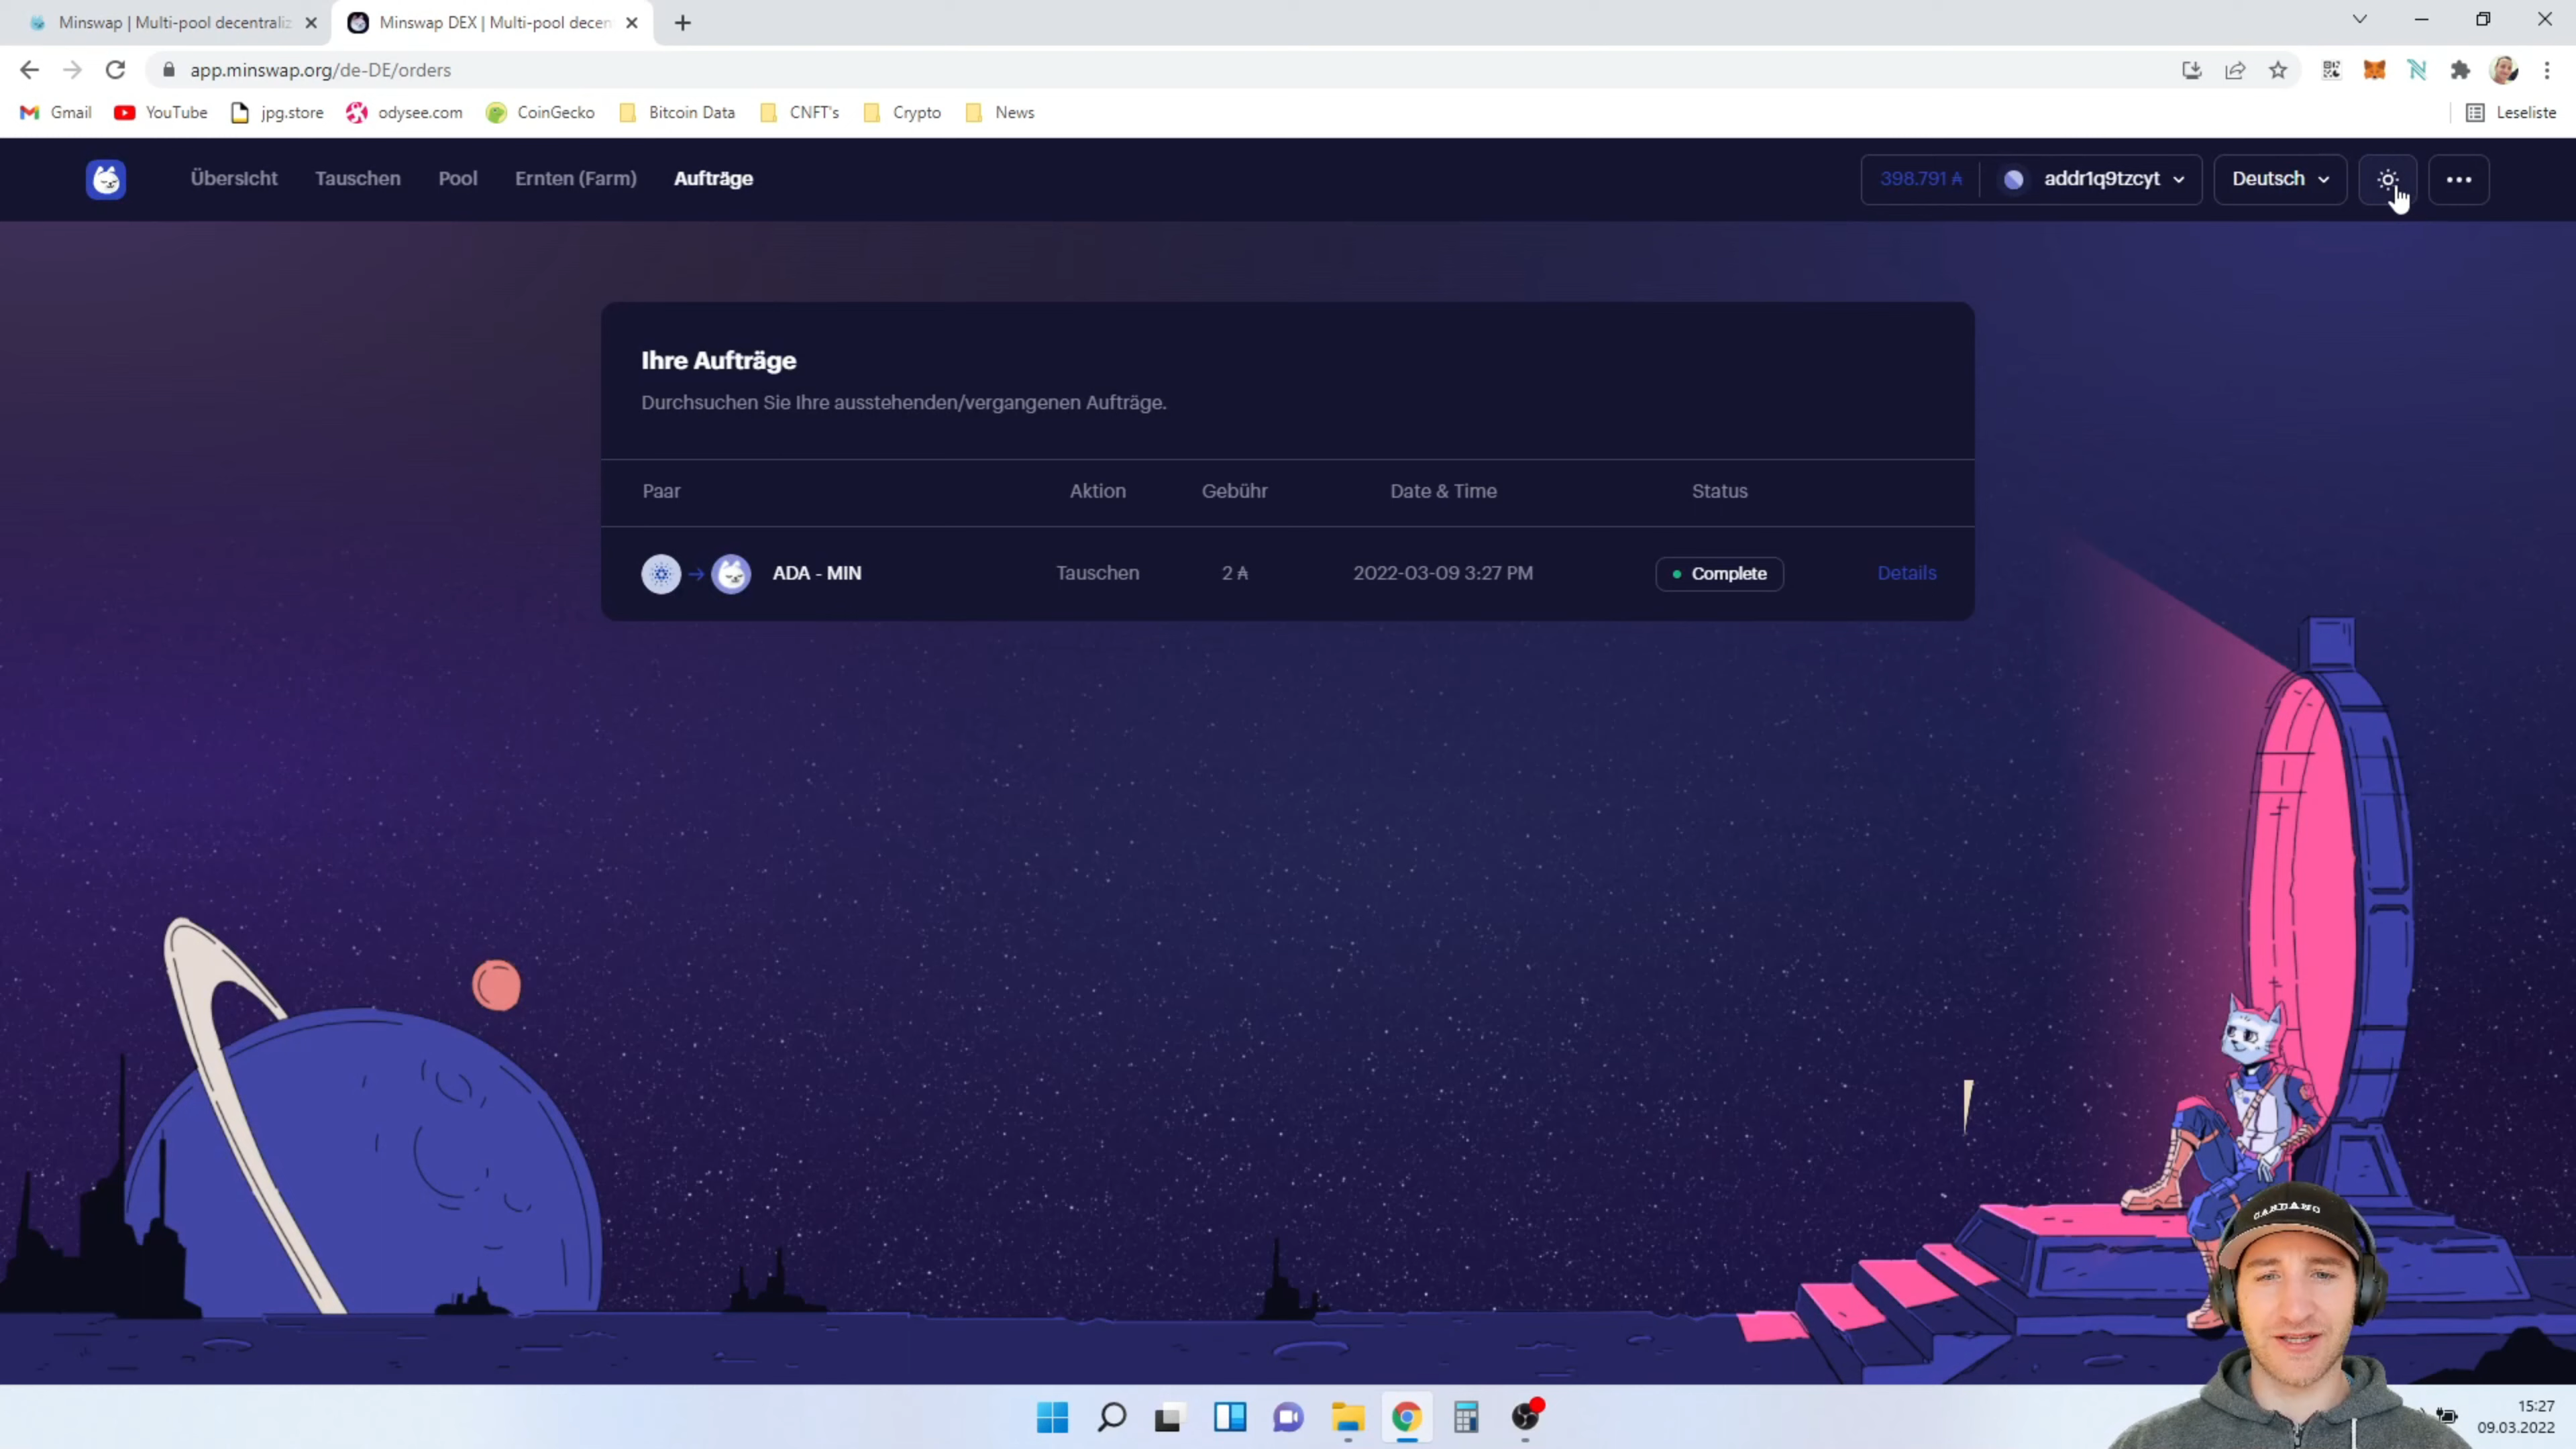 Minswap | Multi-pool decentraliz
Minswap DEX | Multi-pool decen
app.minswap.org/de-DE/orders
Gmail YouTube jpg.store odysee.com CoinGecko Bitcoin Data CNFT's Crypto News Leseliste
Übersicht Tauschen Pool Ernten (Farm) Aufträge 398.791 ₳ addr1q9tzcyt Deutsch
Ihre Aufträge
Durchsuchen Sie Ihre ausstehenden/vergangenen Aufträge.
Paar Aktion Gebühr Date & Time Status
ADA - MIN Tauschen 2 ₳ 2022-03-09 3:27 PM Complete Details
CARDANO
15:27
09.03.2022